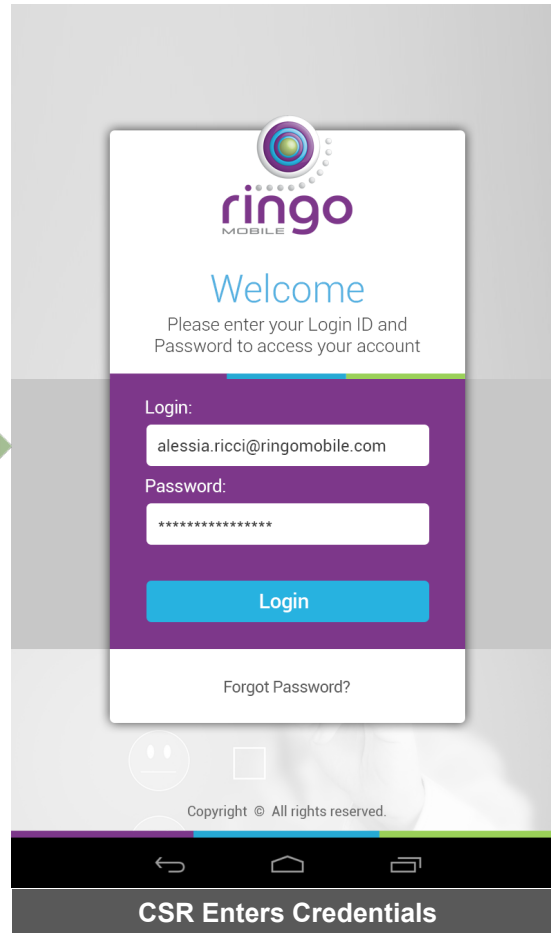 ringo
MOBILE
Welcome
Please enter your Login ID and
Password to access your account
Login:
alessia.ricci@ringomobile.com
Password:
****************
Login
Forgot Password?
Copyright © All rights reserved.
CSR Enters Credentials